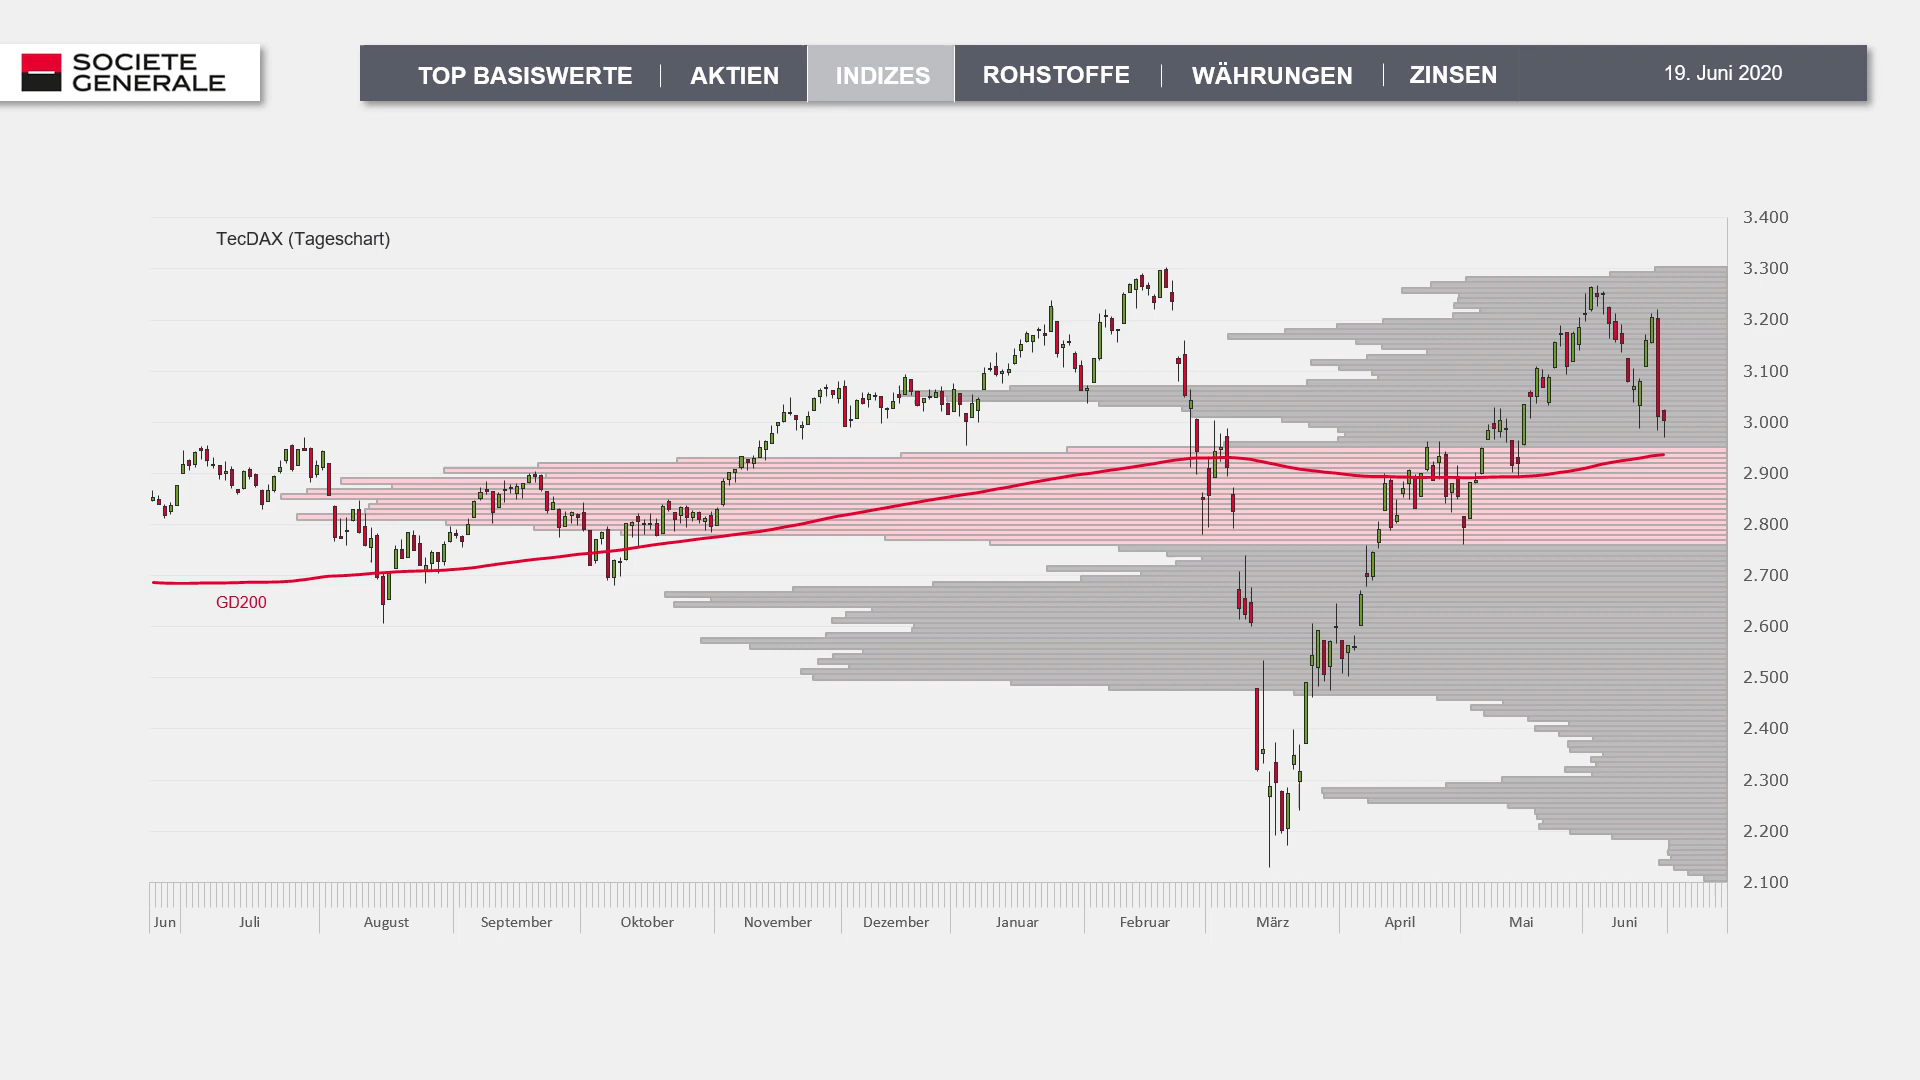 SOCIETE
GENERALE
TOP BASISWERTE
AKTIEN
INDIZES
ROHSTOFFE
WÄHRUNGEN
ZINSEN
19. Juni 2020
TecDAX (Tageschart)
GD200
3.400
3.300
3.200
3.100
3.000
2.900
2.800
2.700
2.600
2.500
2.400
2.300
2.200
2.100
Jun
Juli
August
September
Oktober
November
Dezember
Januar
Februar
März
April
Mai
Juni